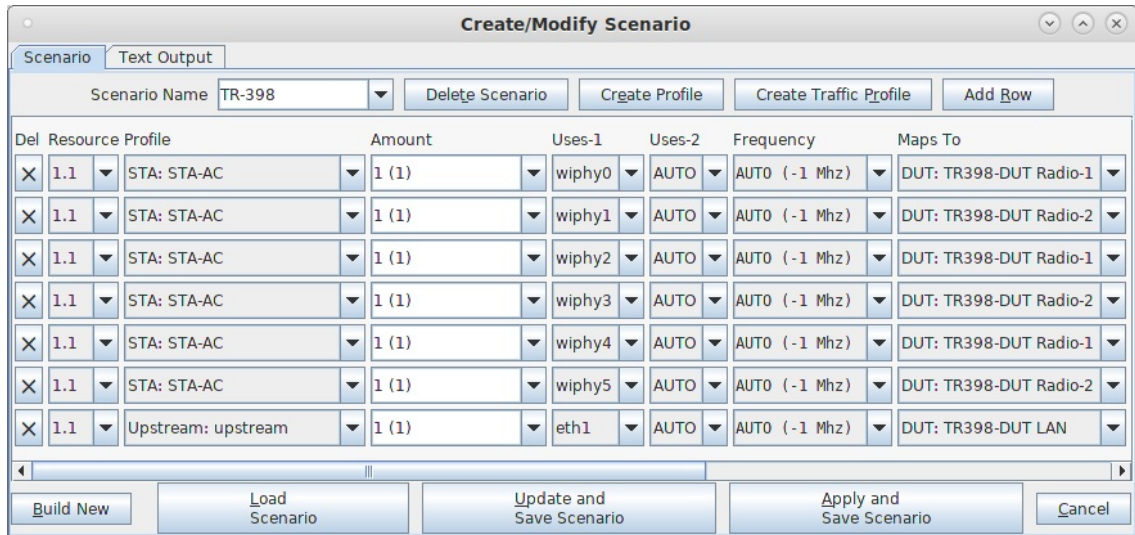 Create/Modify Scenario
Scenario Text Output
Scenario Name TR-398 Delete Scenario Create Profile Create Traffic Profile Add Row
Del Resource Profile Amount Uses-1 Uses-2 Frequency Maps To
1.1 STA: STA-AC 1 (1) wiphy0 AUTO AUTO (-1 Mhz) DUT: TR398-DUT Radio-1
1.1 STA: STA-AC 1 (1) wiphy1 AUTO AUTO (-1 Mhz) DUT: TR398-DUT Radio-2
1.1 STA: STA-AC 1 (1) wiphy2 AUTO AUTO (-1 Mhz) DUT: TR398-DUT Radio-1
1.1 STA: STA-AC 1 (1) wiphy3 AUTO AUTO (-1 Mhz) DUT: TR398-DUT Radio-2
1.1 STA: STA-AC 1 (1) wiphy4 AUTO AUTO (-1 Mhz) DUT: TR398-DUT Radio-1
1.1 STA: STA-AC 1 (1) wiphy5 AUTO AUTO (-1 Mhz) DUT: TR398-DUT Radio-2
1.1 Upstream: upstream 1 (1) eth1 AUTO AUTO (-1 Mhz) DUT: TR398-DUT LAN
Build New Load Scenario Update and Save Scenario Apply and Save Scenario Cancel